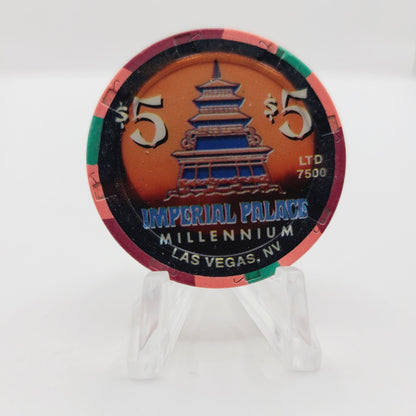 $5 $5
LTD
7500
IMPERIAL PALACE
MILLENNIUM
LAS VEGAS, NV